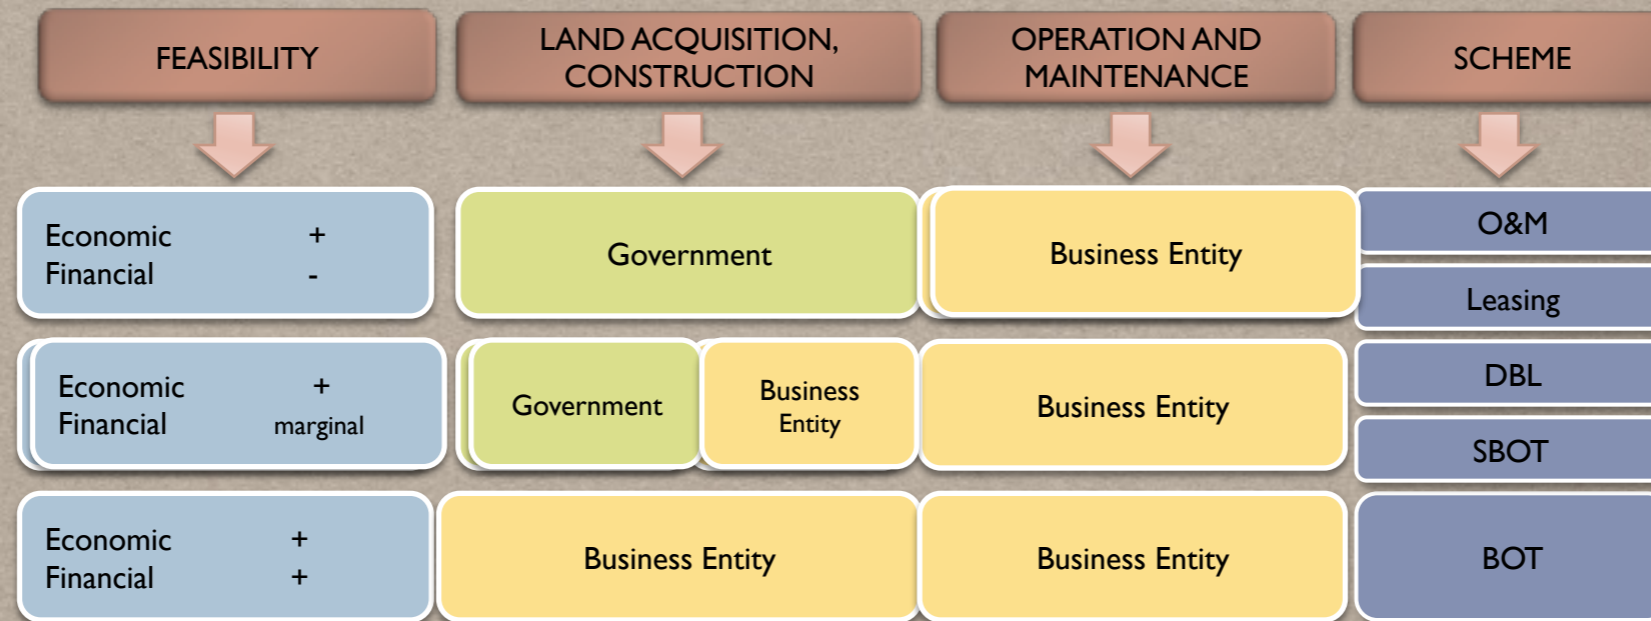 FEASIBILITY
LAND ACQUISITION,
CONSTRUCTION
OPERATION AND
MAINTENANCE
SCHEME
Economic +
Financial -
Government
Business Entity
O&M
Leasing
Economic +
Financial marginal
Government
Business
Entity
Business Entity
DBL
SBOT
Economic +
Financial +
Business Entity
Business Entity
BOT